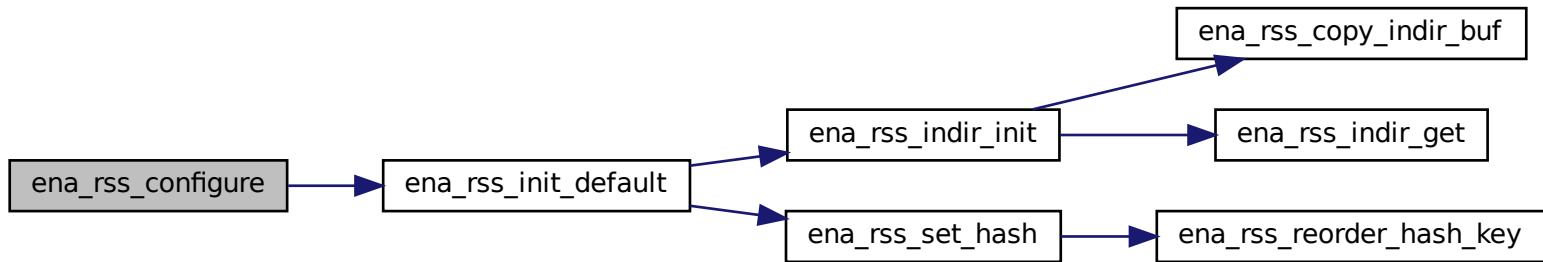 ena_rss_copy_indir_buf
ena_rss_indir_init
ena_rss_indir_get
ena_rss_configure
ena_rss_init_default
ena_rss_set_hash
ena_rss_reorder_hash_key